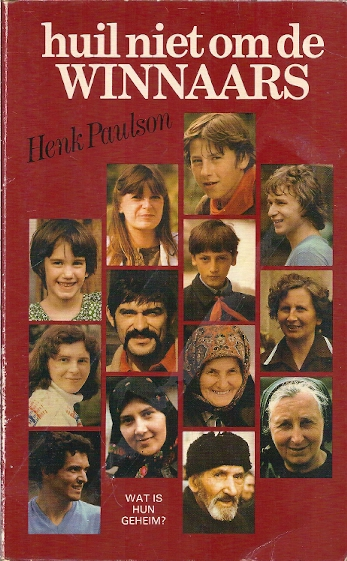 huil niet om de
WINNAARS
Henk Paulson
WAT IS
HUN
GEHEIM?